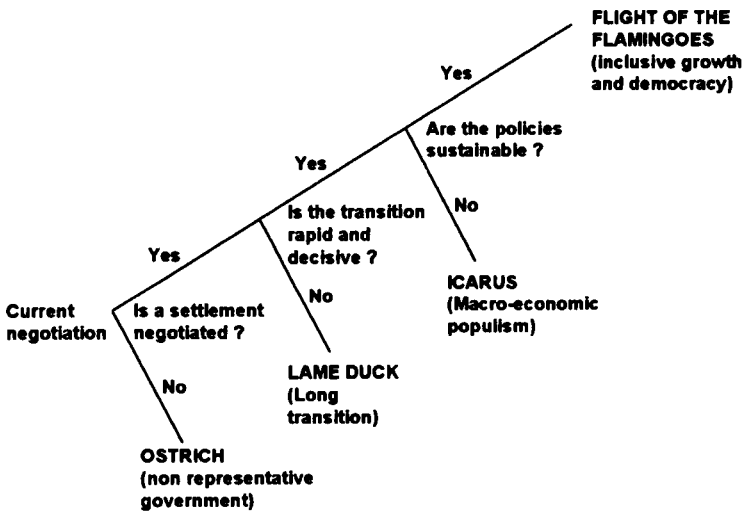 FLIGHT OF THE
FLAMINGOES
(inclusive growth
and democracy)
Yes
Are the policies
sustainable ?
Yes
No
Is the transition
rapid and
decisive ?
Yes
ICARUS
(Macro-economic
populism)
No
Current
negotiation
Is a settlement
negotiated ?
LAME DUCK
(Long
transition)
No
OSTRICH
(non representative
government)